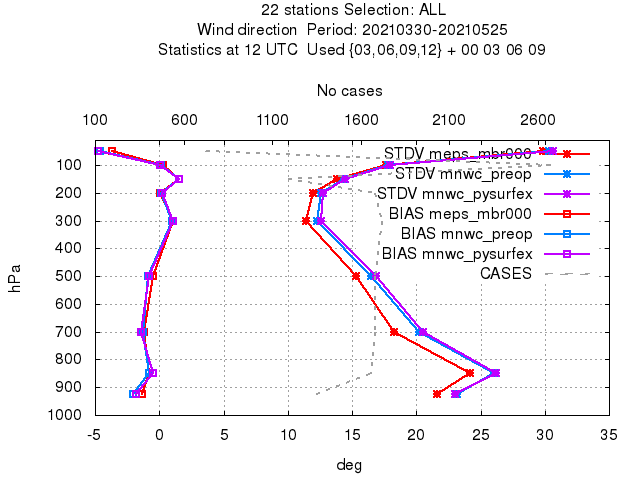 22 stations Selection: ALL
Wind direction  Period: 20210330-20210525
Statistics at 12 UTC  Used {03,06,09,12} + 00 03 06 09
No cases
100 600 1100 1600 2100 2600
STDV meps_mbr000
STDV mnwc_preop
STDV mnwc_pysurfex
BIAS meps_mbr000
BIAS mnwc_preop
BIAS mnwc_pysurfex
CASES
hPa
100
200
300
400
500
600
700
800
900
1000
-5 0 5 10 15 20 25 30 35
deg